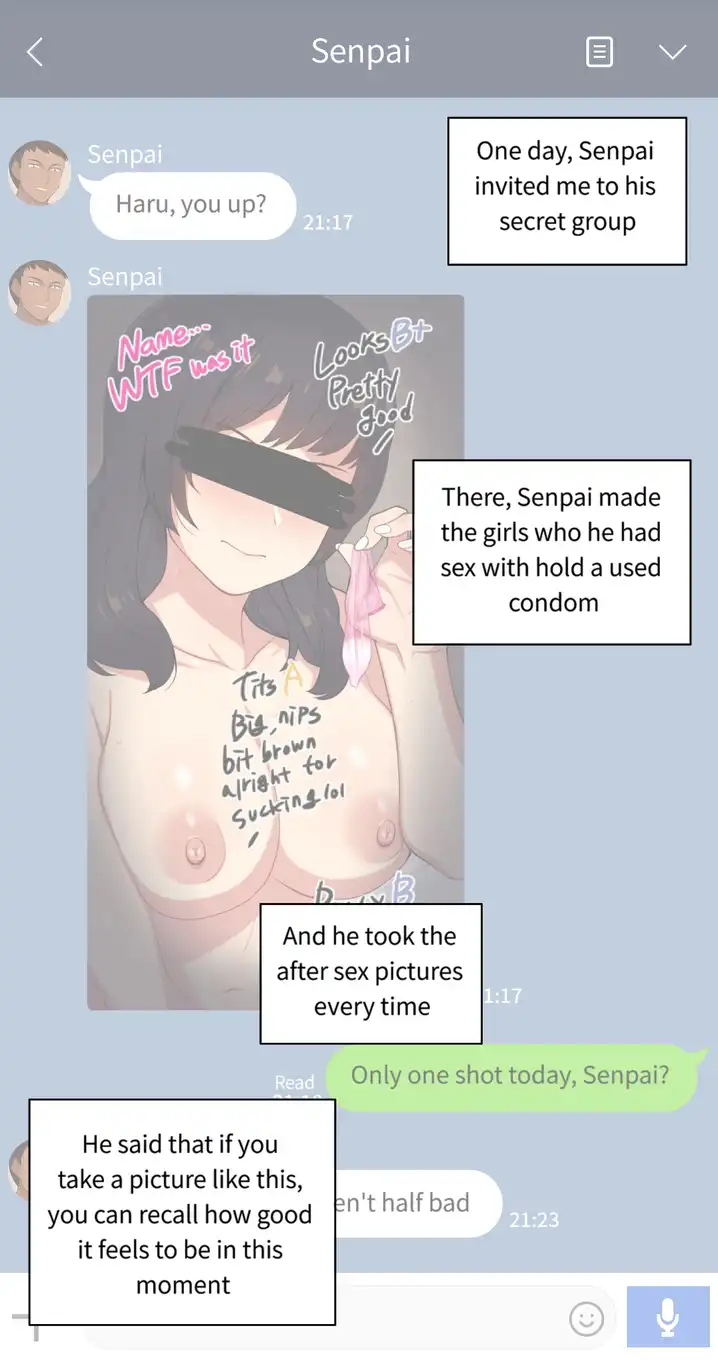 Senpai
One day, Senpai
invited me to his
secret group
Senpai
Haru, you up?
21:17
Senpai
Name...
WTF was it
Looks B+
Pretty
good
There, Senpai made
the girls who he had
sex with hold a used
condom
Tits A
Big, nips
bit brown
alright for
sucking lol
B
And he took the
after sex pictures
every time
1:17
Read
Only one shot today, Senpai?
He said that if you
take a picture like this,
you can recall how good
it feels to be in this
moment
en't half bad
21:23